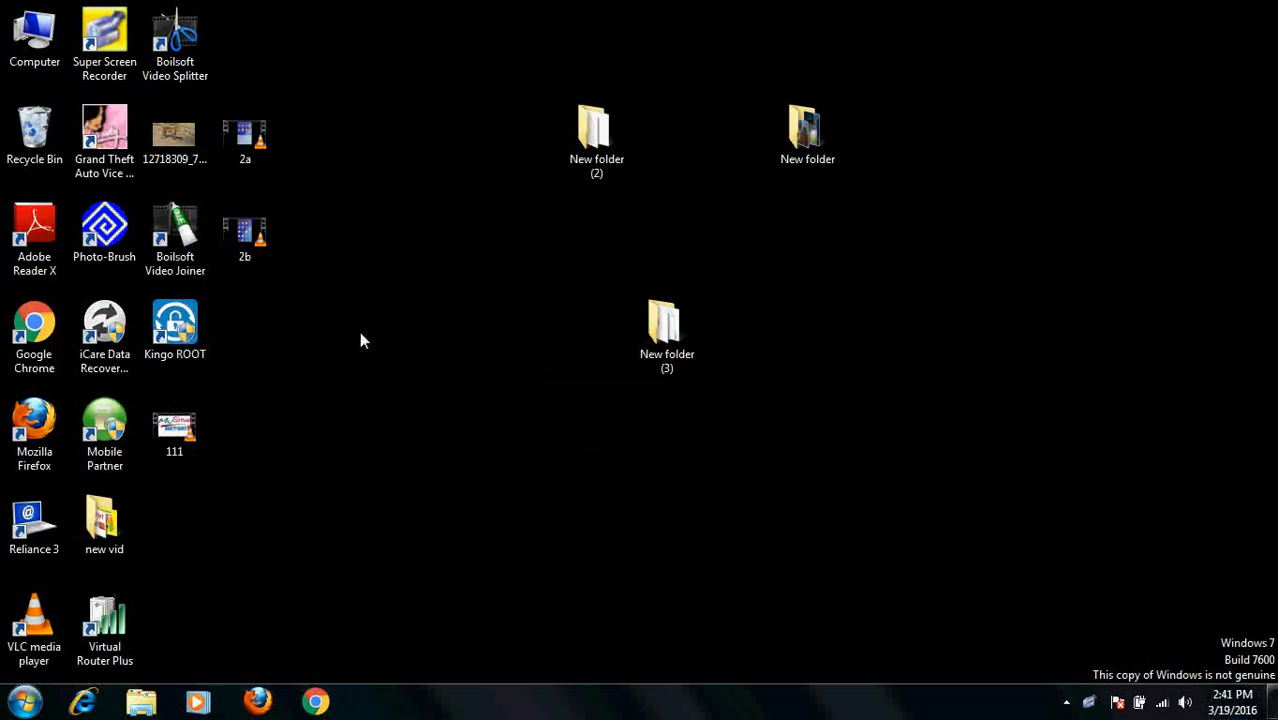 Computer
Super Screen
Recorder
Boilsoft
Video Splitter
Recycle Bin
Grand Theft
Auto Vice ...
12718309_7...
2a
New folder
(2)
New folder
Adobe
Reader X
Photo-Brush
Boilsoft
Video Joiner
2b
Google
Chrome
iCare Data
Recover...
Kingo ROOT
New folder
(3)
Mozilla
Firefox
Mobile
Partner
111
Reliance 3
new vid
VLC media
player
Virtual
Router Plus
Windows 7
Build 7600
This copy of Windows is not genuine
2:41 PM
3/19/2016